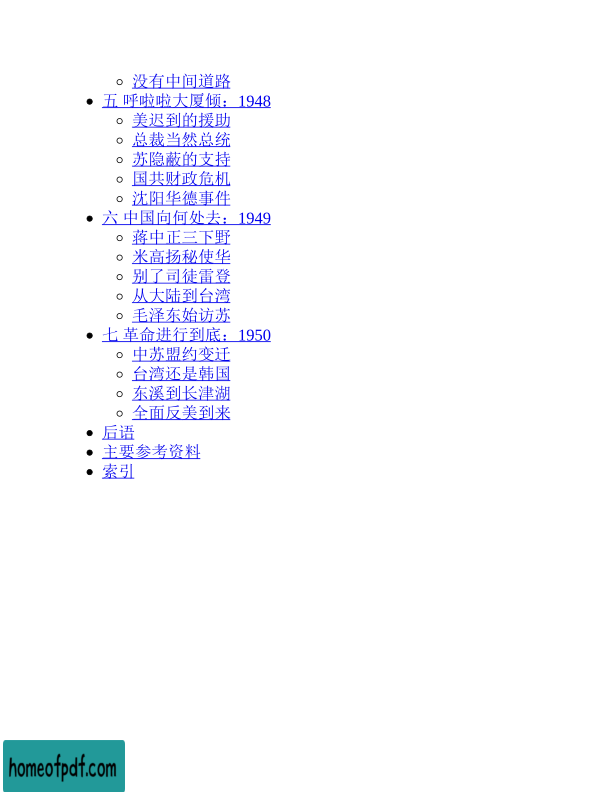 没有中间道路
五 呼啦啦大厦倾：1948
美迟到的援助
总裁当然总统
苏隐蔽的支持
国共财政危机
沈阳华德事件
六 中国向何处去：1949
蒋中正三下野
米高扬秘使华
别了司徒雷登
从大陆到台湾
毛泽东始访苏
七 革命进行到底：1950
中苏盟约变迁
台湾还是韩国
东溪到长津湖
全面反美到来
后语
主要参考资料
索引
homeofpdf.com